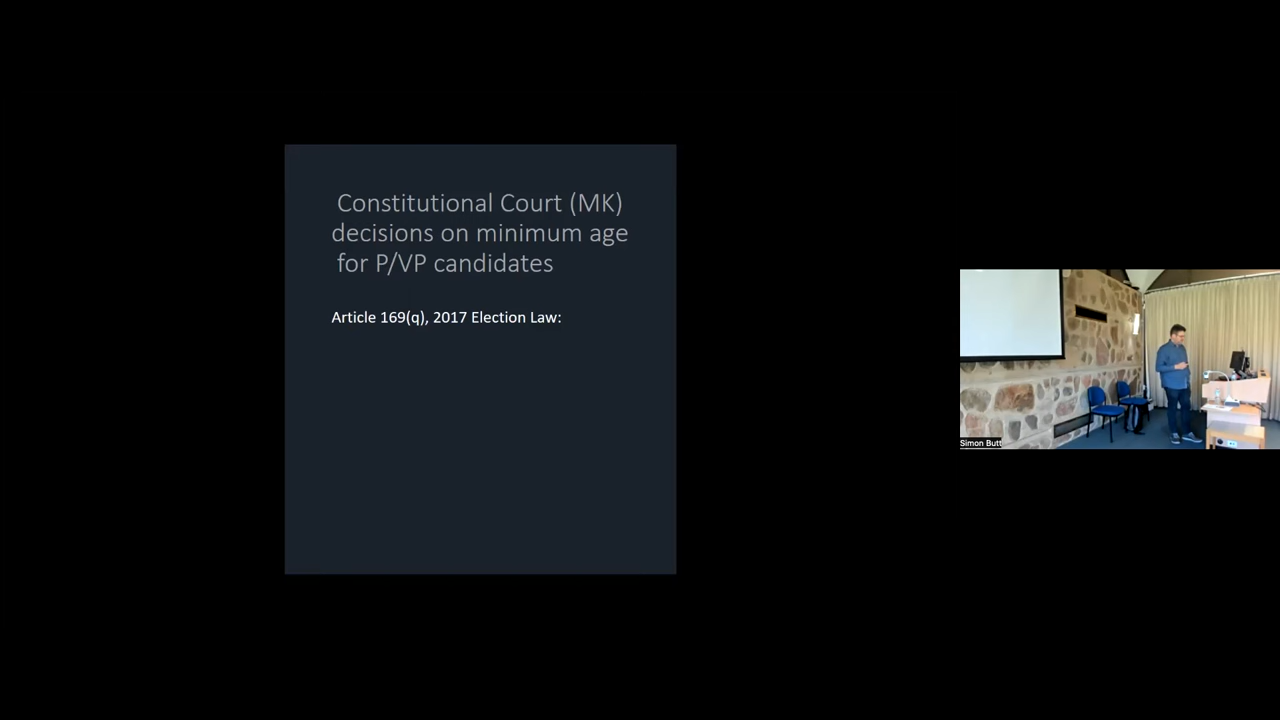 Constitutional Court (MK)
decisions on minimum age
for P/VP candidates
Article 169(q), 2017 Election Law:
Simon Butt